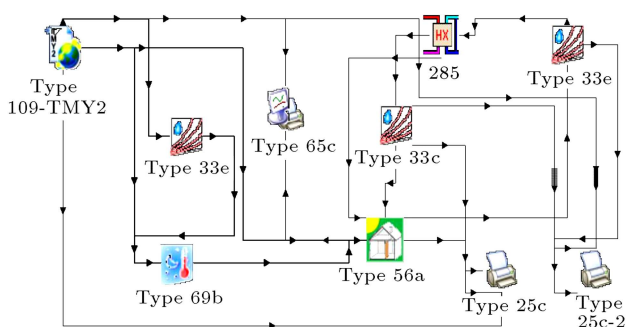 MY2
HX
Type
109-TMY2
285
Type 33e
Type 33e
Type 65c
Type 33c
Type 56a
Type 69b
Type 25c
Type
25c-2